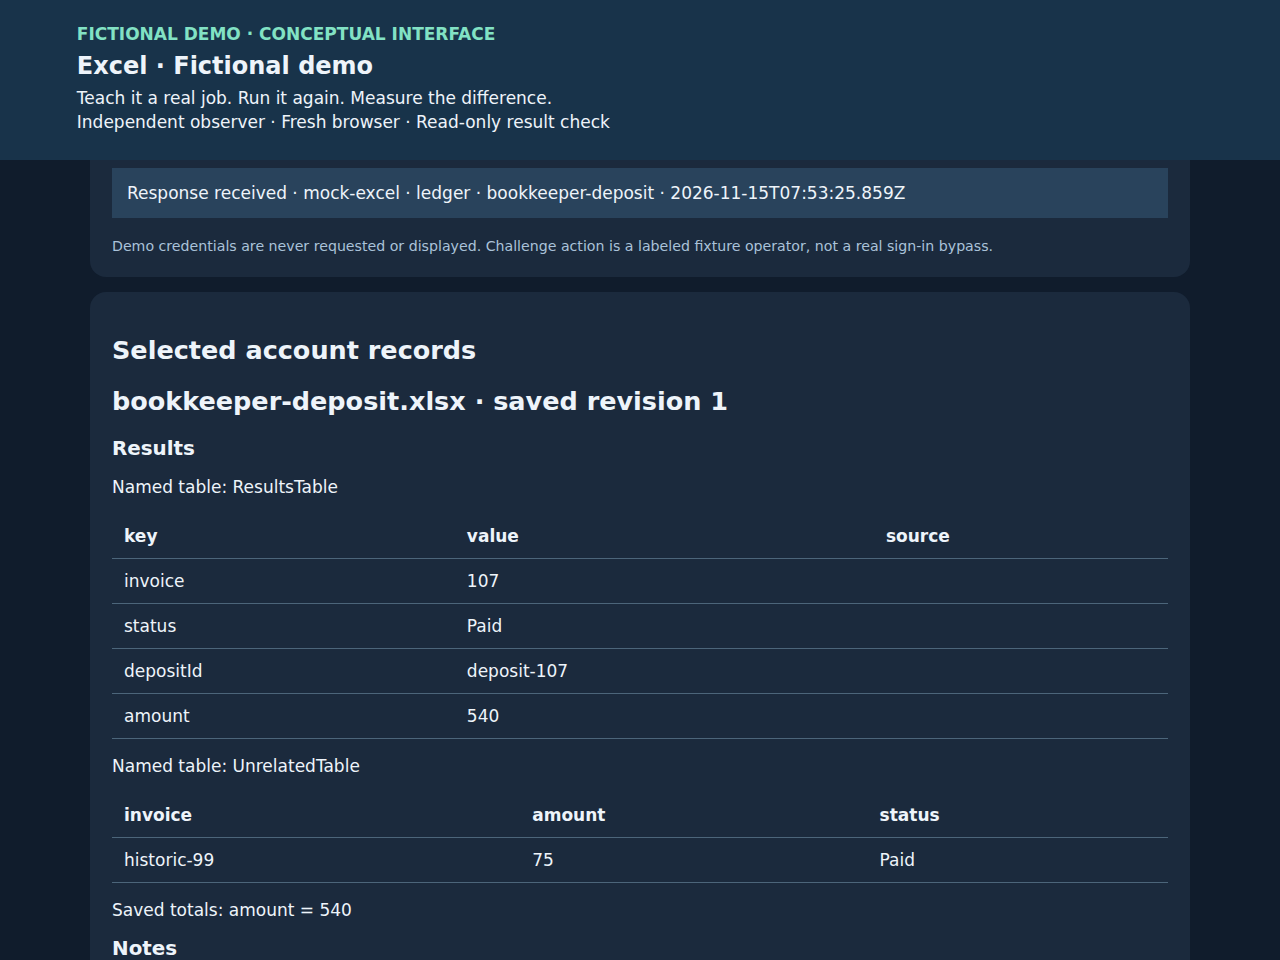 FICTIONAL DEMO · CONCEPTUAL INTERFACE
Excel · Fictional demo
Teach it a real job. Run it again. Measure the difference.
Independent observer · Fresh browser · Read-only result check
Response received · mock-excel · ledger · bookkeeper-deposit · 2026-11-15T07:53:25.859Z
Demo credentials are never requested or displayed. Challenge action is a labeled fixture operator, not a real sign-in bypass.
Selected account records
bookkeeper-deposit.xlsx · saved revision 1
Results
Named table: ResultsTable
key value source
invoice 107
status Paid
depositId deposit-107
amount 540
Named table: UnrelatedTable
invoice amount status
historic-99 75 Paid
Saved totals: amount = 540
Notes